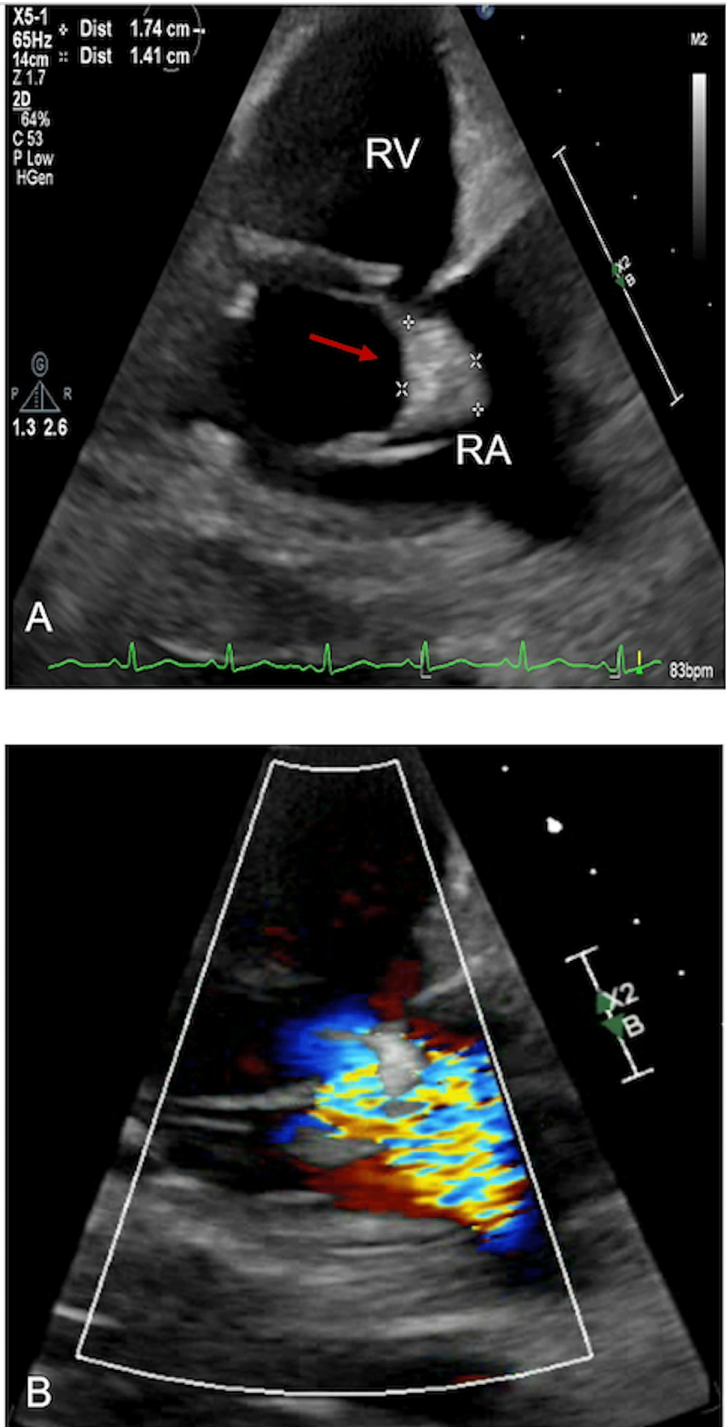 X5-1
65Hz
14cm
Z 1.7
2D
64%
C 53
P Low
HGen
Dist 1.74 cm
Dist 1.41 cm
P
M2
RV
X2
B
G
P R
1.3 2.6
RA
A
83bpm
X2
B
B